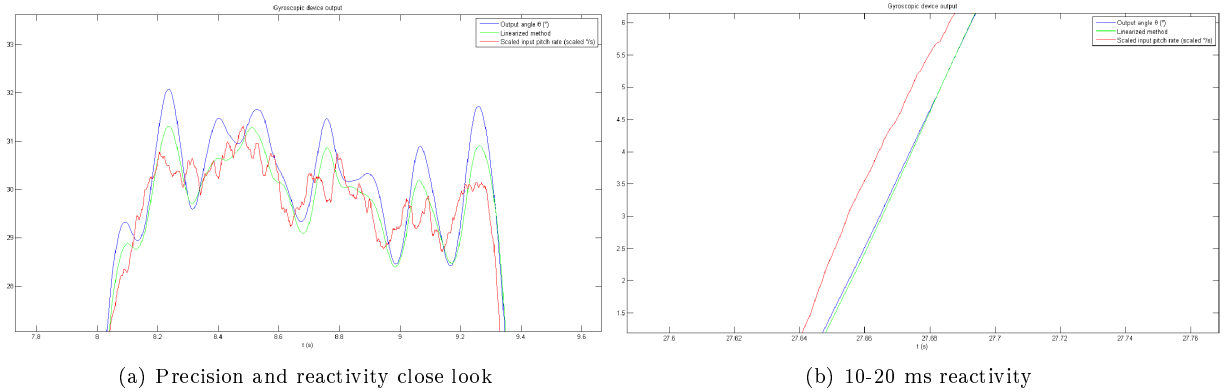 Gyroscopic device output
Output angle θ (°)
Linearized method
Scaled input pitch rate (scaled °/s)
33
32
31
30
29
28
7.8
8
8.2
8.4
8.6
8.8
9
9.2
9.4
9.6
t (s)
(a) Precision and reactivity close look
Gyroscopic device output
Output angle θ (°)
Linearized method
Scaled input pitch rate (scaled °/s)
6
5.5
5
4.5
4
3.5
3
2.5
2
1.5
27.6
27.62
27.64
27.66
27.68
27.7
27.72
27.74
27.76
t (s)
(b) 10-20 ms reactivity